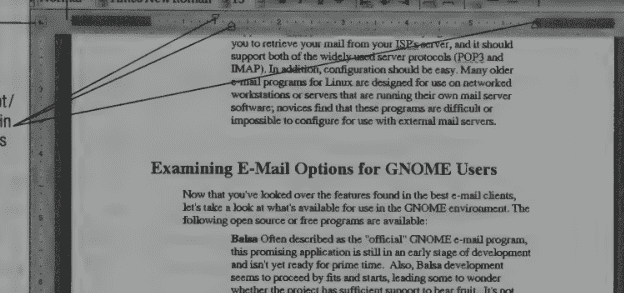 Times New Roman
you to retrieve your mail from your ISP's server, and it should
support both of the widely used server protocols (POP3 and
IMAP). In addition, configuration should be easy. Many older
e-mail programs for Linux are designed for use on networked
workstations or servers that are running their own mail server
software; novices find that these programs are difficult or
impossible to configure for use with external mail servers.
Examining E-Mail Options for GNOME Users
Now that you've looked over the features found in the best e-mail clients,
let's take a look at what's available for use in the GNOME environment. The
following open source or free programs are available:
Balsa Often described as the "official" GNOME e-mail program,
this promising application is still in an early stage of development
and isn't yet ready for prime time. Also, Balsa development
seems to proceed by fits and starts, leading some to wonder
whether the project has sufficient support to bear fruit. It's not